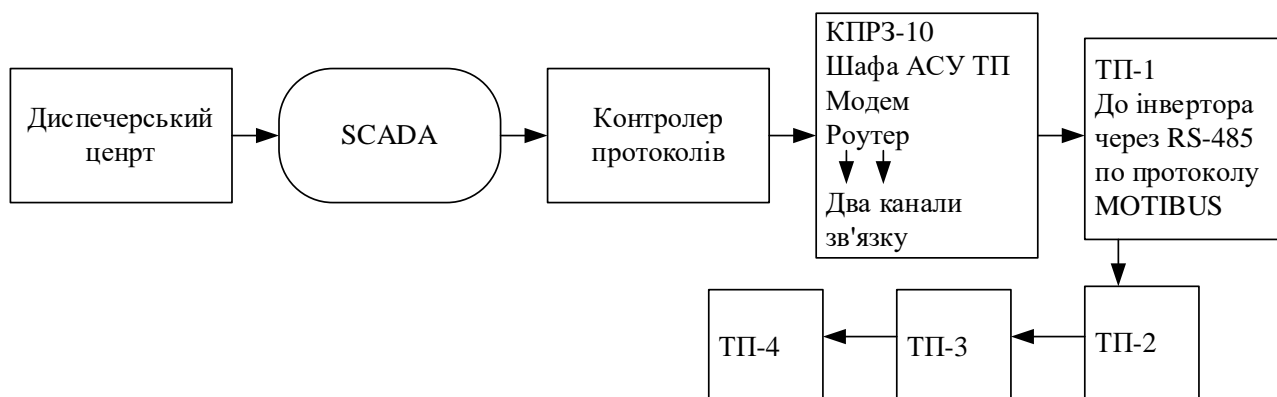 Диспечерський
ценрт
SCADA
Контролер
протоколів
КПРЗ-10
Шафа АСУ ТП
Модем
Роутер
Два канали
зв'язку
ТП-1
До інвертора
через RS-485
по протоколу
MOTIBUS
ТП-4
ТП-3
ТП-2